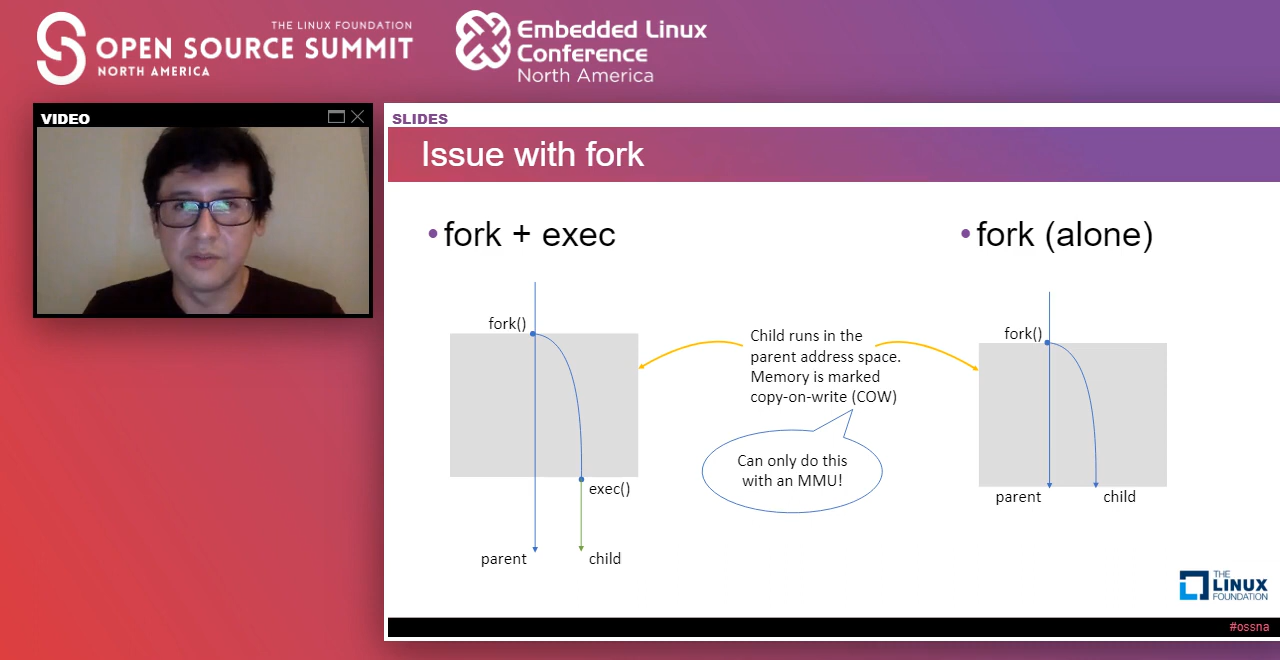 THE LINUX FOUNDATION
OPEN SOURCE SUMMIT
NORTH AMERICA
Embedded Linux
Conference
North America
VIDEO
SLIDES
Issue with fork
•fork + exec
•fork (alone)
fork()
Child runs in the
parent address space.
Memory is marked
copy-on-write (COW)
fork()
Can only do this
with an MMU!
exec()
parent
child
parent
child
THE
LINUX
FOUNDATION
#ossna